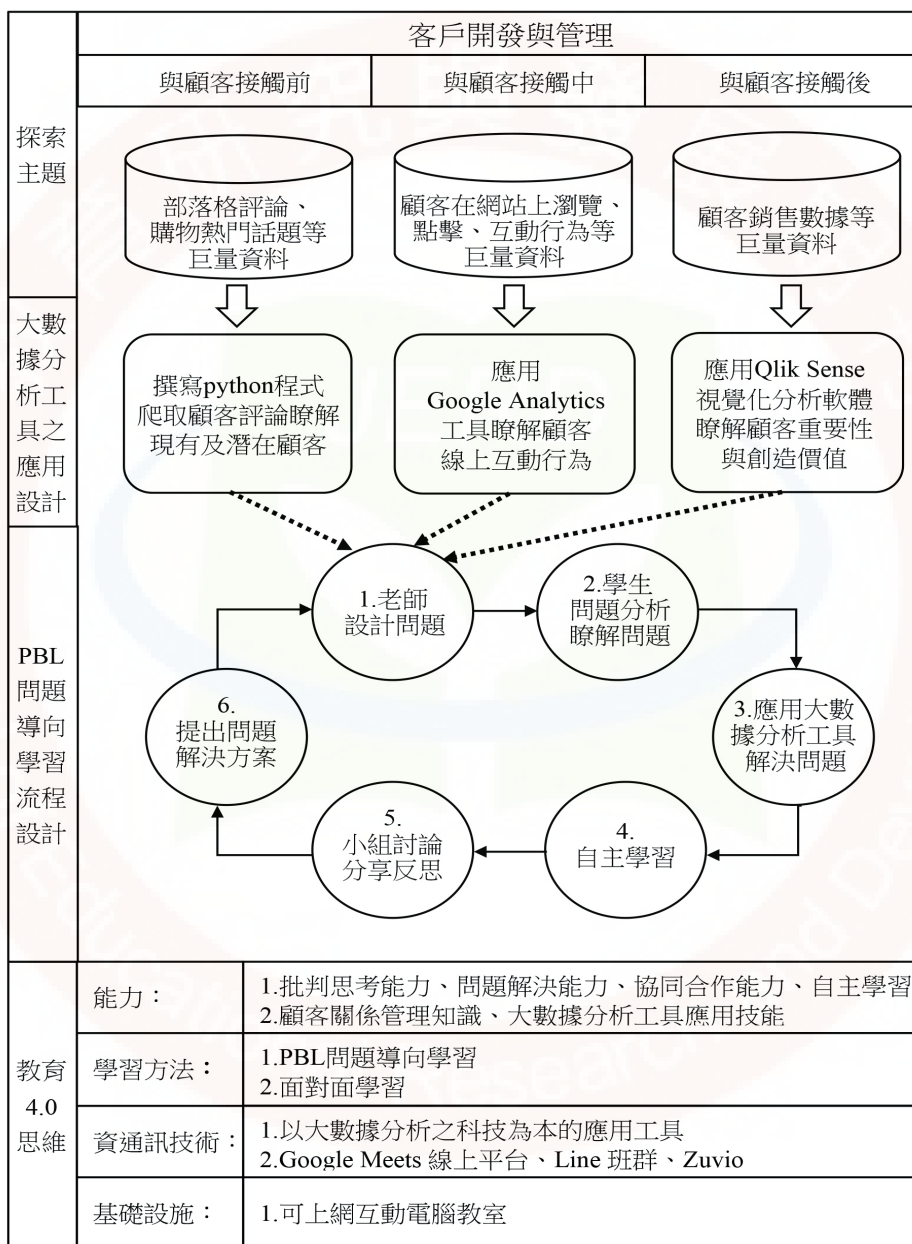 客戶開發與管理
與顧客接觸前
與顧客接觸中
與顧客接觸後
探索
主題
部落格評論、
購物熱門話題等
巨量資料
顧客在網站上瀏覽、
點擊、互動行為等
巨量資料
顧客銷售數據等
巨量資料
大數
據分
析工
具之
應用
設計
撰寫python程式
爬取顧客評論瞭解
現有及潛在顧客
應用
Google Analytics
工具瞭解顧客
線上互動行為
應用Qlik Sense
視覺化分析軟體
瞭解顧客重要性
與創造價值
PBL
問題
導向
學習
流程
設計
1.老師
設計問題
2.學生
問題分析
瞭解問題
3.應用大數
據分析工具
解決問題
4.
自主學習
5.
小組討論
分享反思
6.
提出問題
解決方案
教育
4.0
思維
能力：
1.批判思考能力、問題解決能力、協同合作能力、自主學習
2.顧客關係管理知識、大數據分析工具應用技能
學習方法：
1.PBL問題導向學習
2.面對面學習
資通訊技術：
1.以大數據分析之科技為本的應用工具
2.Google Meets 線上平台、Line 班群、Zuvio
基礎設施：
1.可上網互動電腦教室